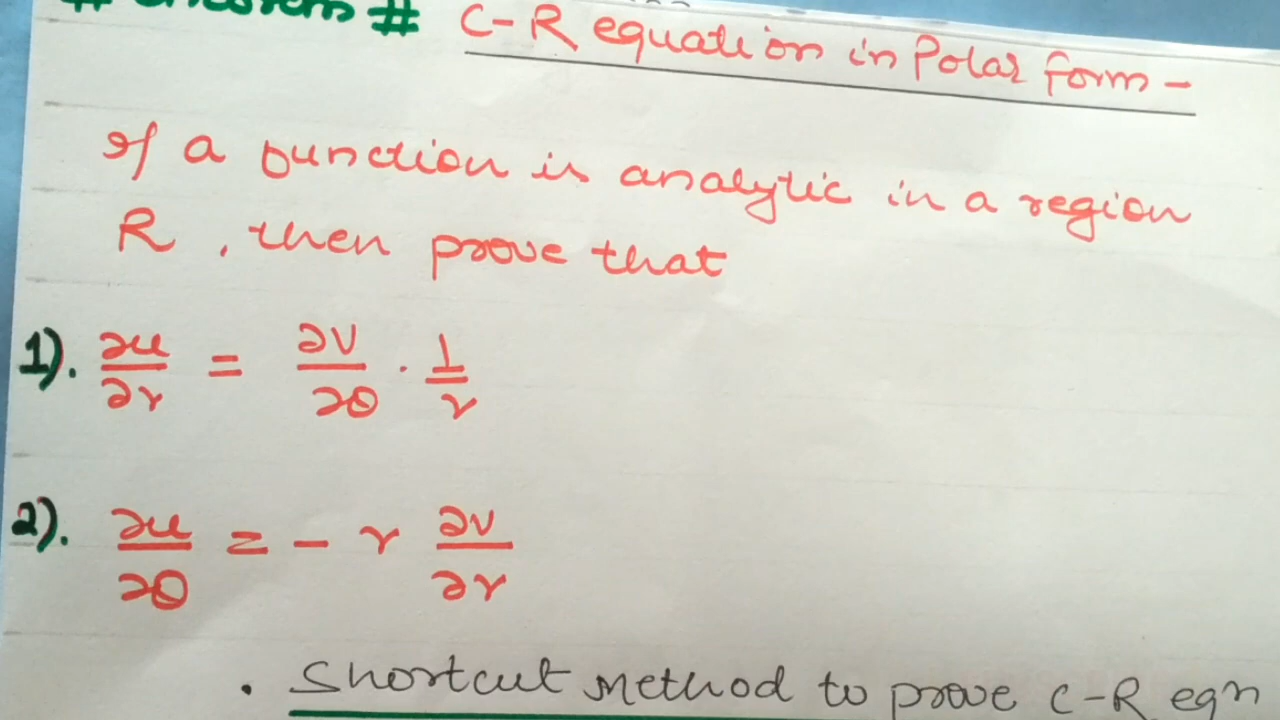 # Theorem # C-R equation in Polar form -
If a function is analytic in a region
R, then prove that
1). ∂u/∂r = ∂v/∂θ · 1/r
2). ∂u/∂θ = - r ∂v/∂r
. Shortcut method to prove C-R eqn